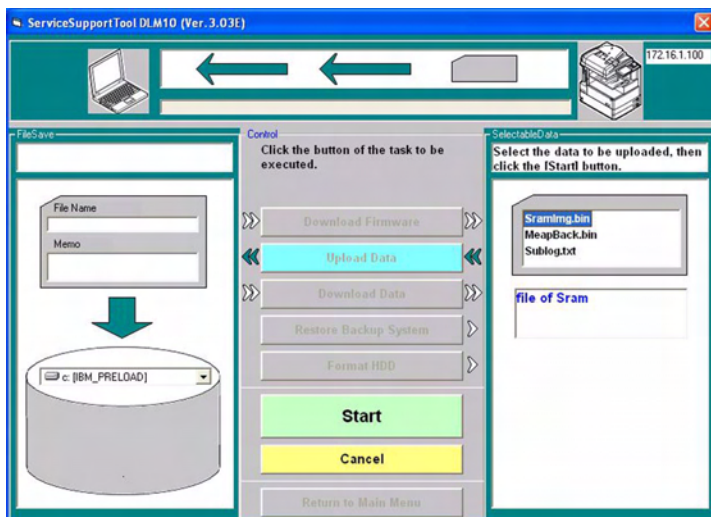 ServiceSupportTool DLM10 (Ver.3.03E)
172.16.1.100
FileSave
File Name
Memo
c: [IBM_PRELOAD]
Control
Click the button of the task to be
executed.
Download Firmware
Upload Data
Download Data
Restore Backup System
Format HDD
Start
Cancel
Return to Main Menu
SelectableData
Select the data to be uploaded, then
click the [Start] button.
SramImg.bin
MeapBack.bin
Sublog.txt
file of Sram